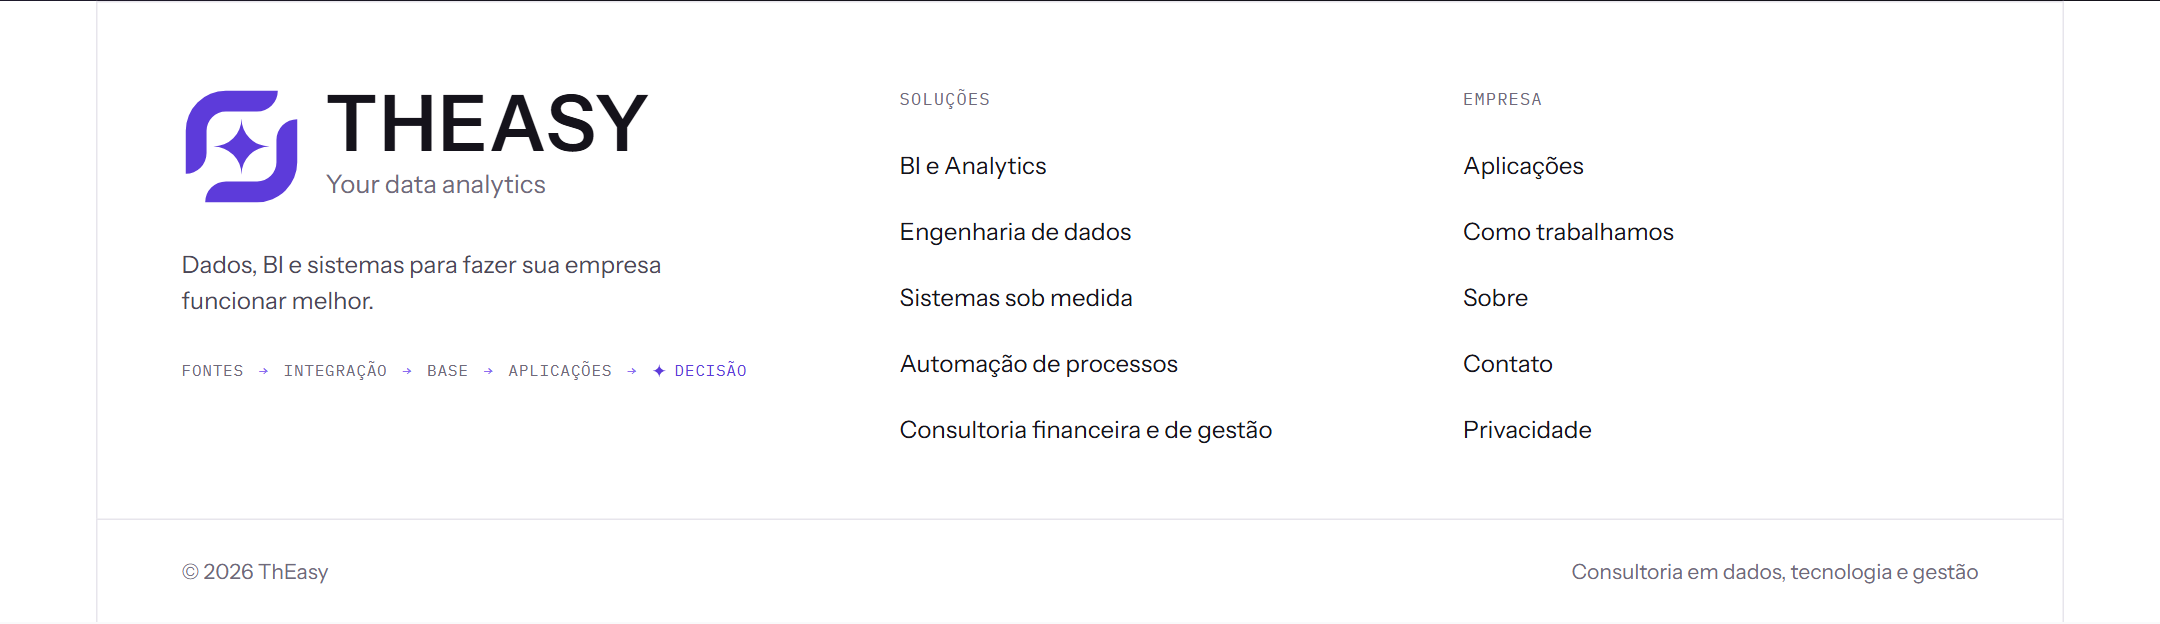 THEASY
Your data analytics
Dados, BI e sistemas para fazer sua empresa
funcionar melhor.
FONTES → INTEGRAÇÃO → BASE → APLICAÇÕES → ✦ DECISÃO
SOLUÇÕES
BI e Analytics
Engenharia de dados
Sistemas sob medida
Automação de processos
Consultoria financeira e de gestão
EMPRESA
Aplicações
Como trabalhamos
Sobre
Contato
Privacidade
© 2026 ThEasy
Consultoria em dados, tecnologia e gestão